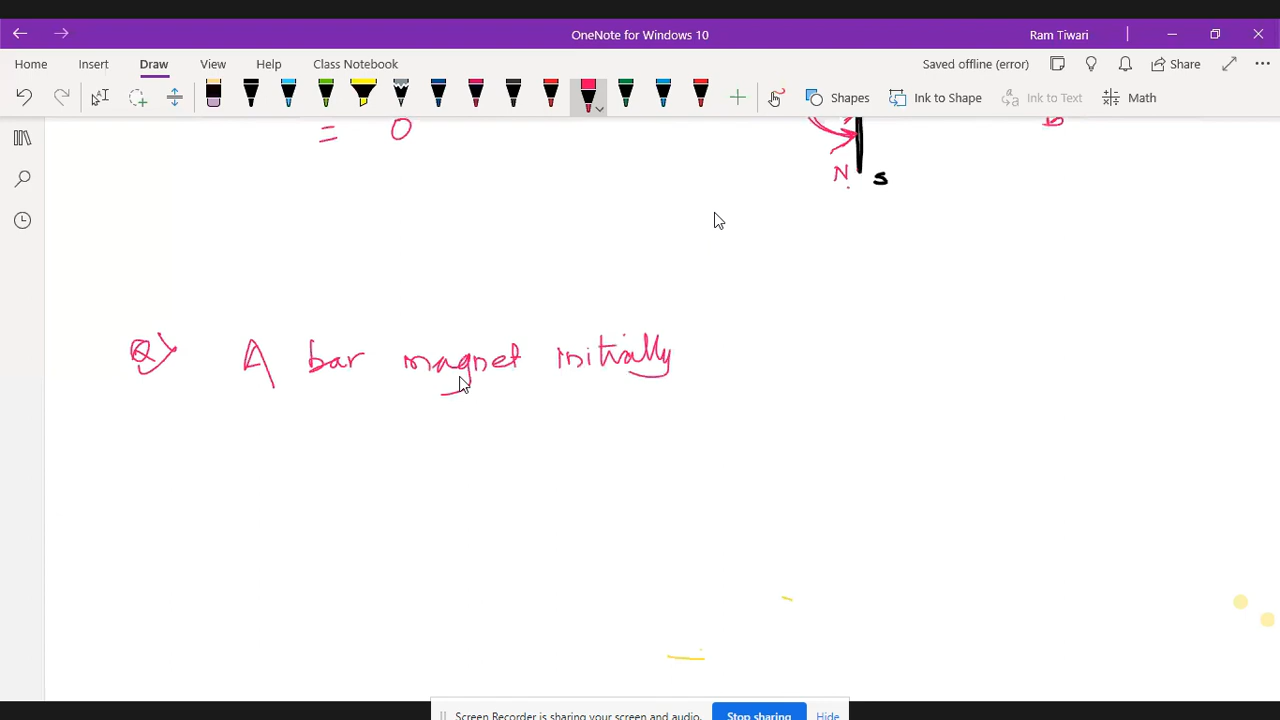 OneNote for Windows 10
Ram Tiwari
Home Insert Draw View Help Class Notebook
Saved offline (error) Share
Shapes Ink to Shape Ink to Text Math
= 0
B
N S
Q> A bar magnet initially
Screen Recorder is sharing your screen and audio. Stop sharing Hide